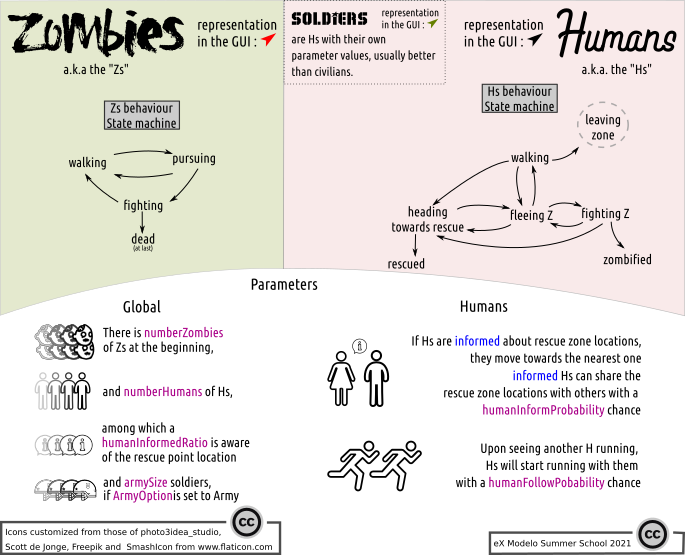 Zombies
representation
in the GUI :
a.k.a the "Zs"
SOLDIERS
representation
in the GUI :
are Hs with their own
parameter values, usually better
than civilians.
representation
in the GUI :
Humans
a.k.a. the "Hs"
Zs behaviour
State machine
walking
pursuing
fighting
dead
(at last)
Hs behaviour
State machine
leaving
zone
walking
heading
towards rescue
fleeing Z
fighting Z
rescued
zombified
Parameters
Global
There is numberZombies
of Zs at the beginning,
and numberHumans of Hs,
among which a
humanInformedRatio is aware
of the rescue point location
and armySize soldiers,
if ArmyOptionis set to Army
Humans
If Hs are informed about rescue zone locations,
they move towards the nearest one
informed Hs can share the
rescue zone locations with others with a
humanInformProbability chance
Upon seeing another H running,
Hs will start running with them
with a humanFollowPobability chance
Icons customized from those of photo3idea_studio,
Scott de Jonge, Freepik and SmashIcon from www.flaticon.com
cc
eX Modelo Summer School 2021
cc